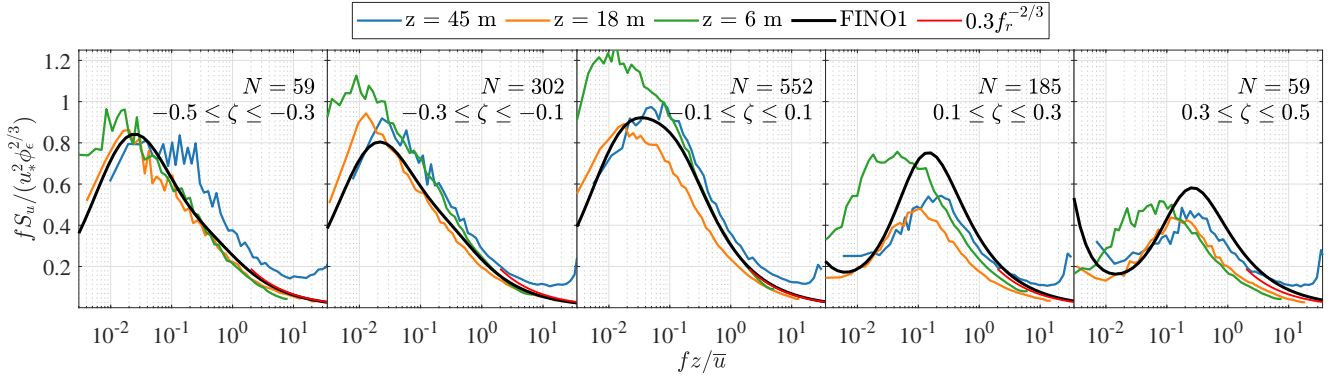 z = 45 m z = 18 m z = 6 m FINO1 0.3f_r^{-2/3}
fS_u/(u_*^2 ϕ_ϵ^{2/3})
1.2
1
0.8
0.6
0.4
0.2
N = 59
−0.5 ≤ ζ ≤ −0.3
N = 302
−0.3 ≤ ζ ≤ −0.1
N = 552
−0.1 ≤ ζ ≤ 0.1
N = 185
0.1 ≤ ζ ≤ 0.3
N = 59
0.3 ≤ ζ ≤ 0.5
10^{-2} 10^{-1} 10^0 10^1 10^{-2} 10^{-1} 10^0 10^1 10^{-2} 10^{-1} 10^0 10^1 10^{-2} 10^{-1} 10^0 10^1 10^{-2} 10^{-1} 10^0 10^1
fz/u̅